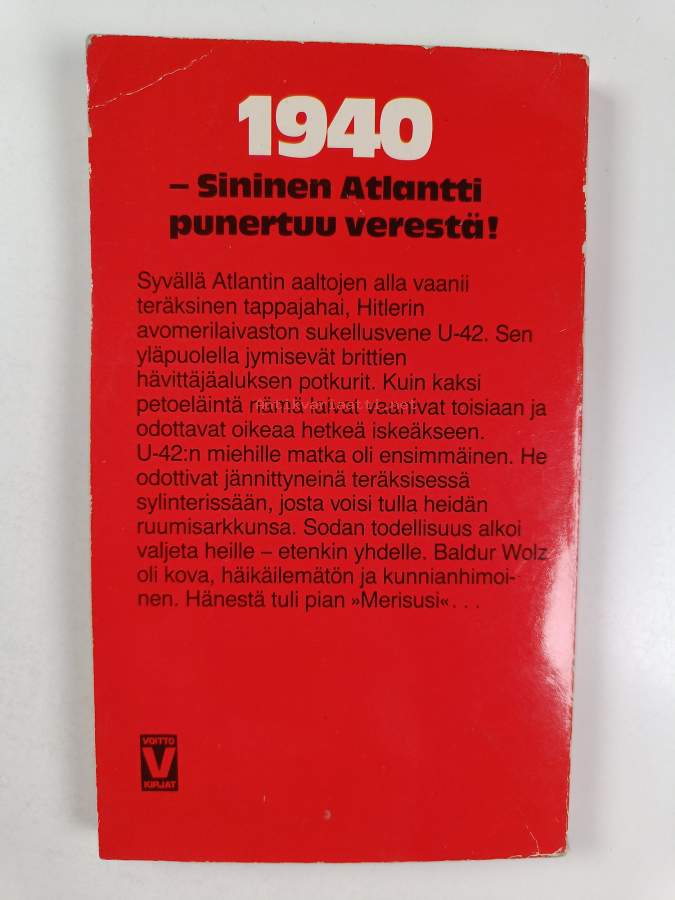 1940
– Sininen Atlantti
punertuu verestä!
Syvällä Atlantin aaltojen alla vaanii
teräksinen tappajahai, Hitlerin
avomerilaivaston sukellusvene U-42. Sen
yläpuolella jymisevät brittien
hävittäjäaluksen potkurit. Kuin kaksi
petoeläintä nämä laivat vaanivat toisiaan ja
odottavat oikeaa hetkeä iskeäkseen.
U-42:n miehille matka oli ensimmäinen. He
odottivat jännittyneinä teräksisessä
sylinterissään, josta voisi tulla heidän
ruumisarkkunsa. Sodan todellisuus alkoi
valjeta heille – etenkin yhdelle. Baldur Wolz
oli kova, häikäilemätön ja kunnianhimoi-
nen. Hänestä tuli pian »Merisusi«...
VOITTO
V
KIRJAT
antikvariaatti.net